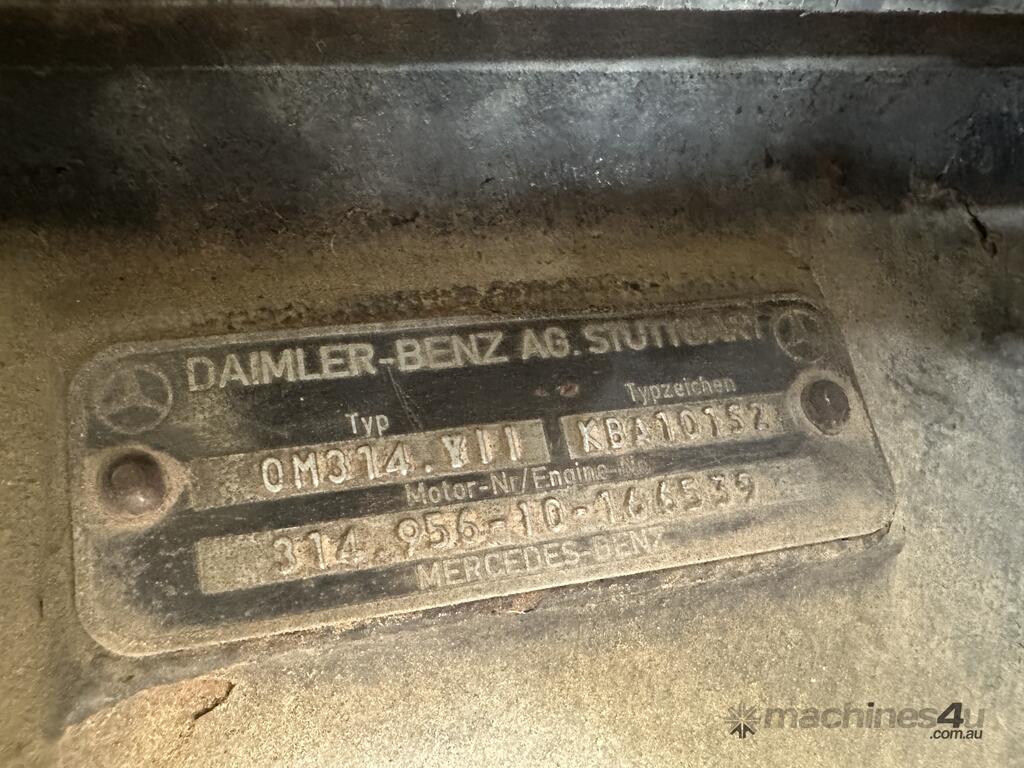 DAIMLER-BENZ AG. STUTTGART
Typ Typzeichen
OM314.VII KBA10152
Motor-Nr/Engine-No
314.956-10-166539
MERCEDES-BENZ
machines4u
.com.au